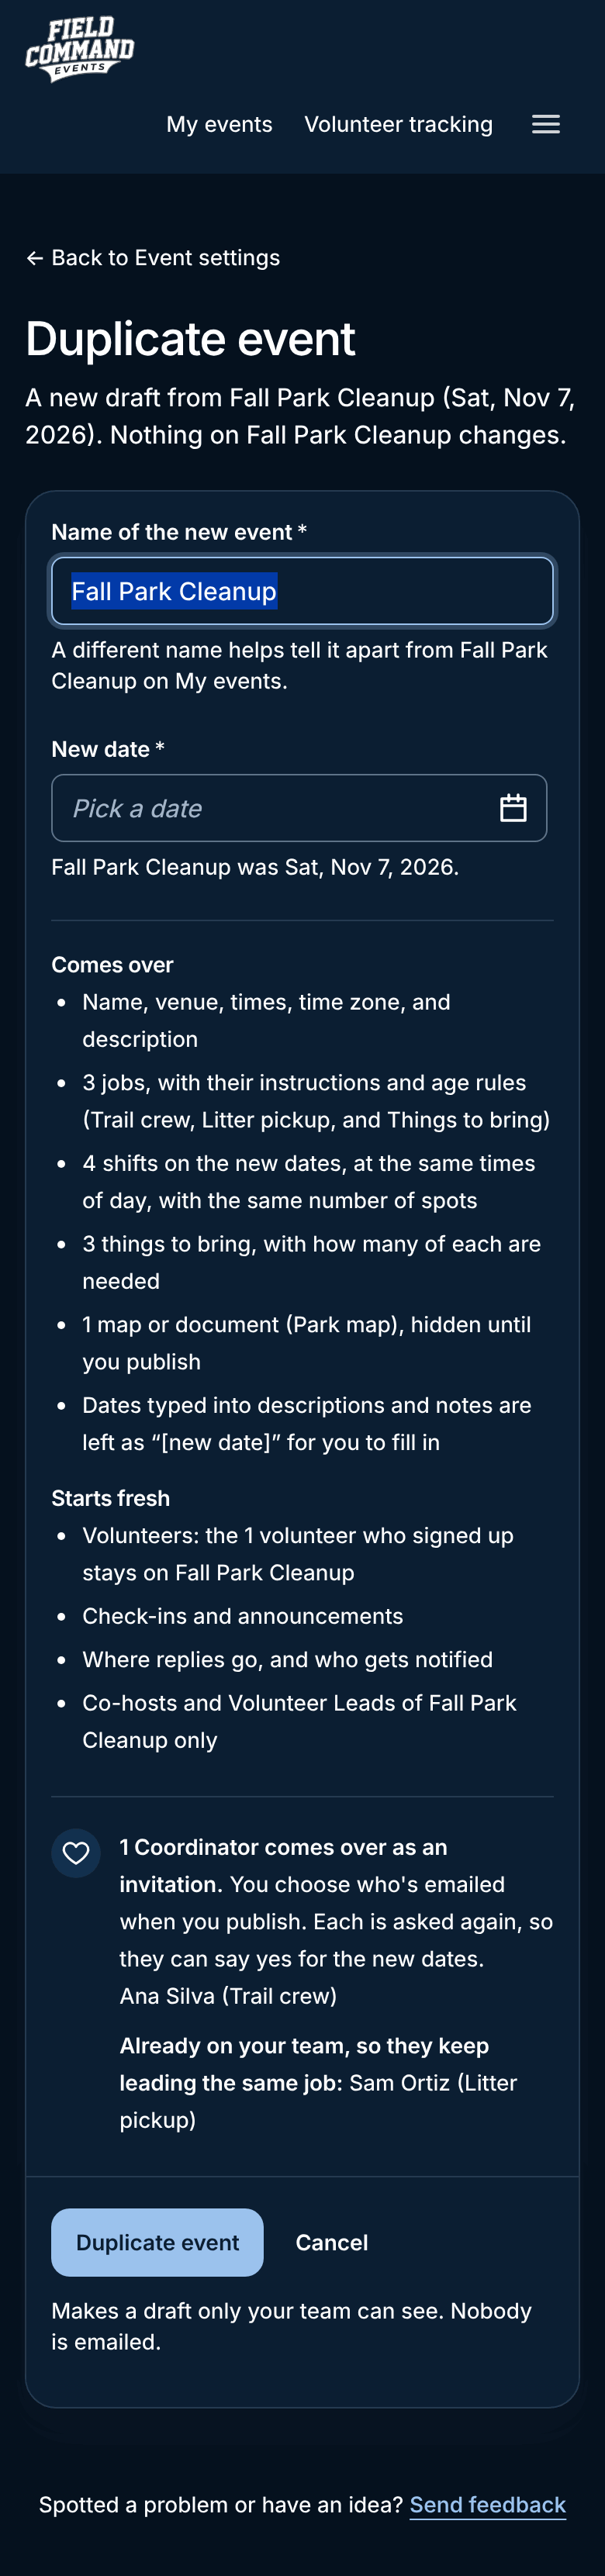 FIELD
COMMAND
EVENTS
My events
Volunteer tracking
← Back to Event settings
Duplicate event
A new draft from Fall Park Cleanup (Sat, Nov 7,
2026). Nothing on Fall Park Cleanup changes.
Name of the new event *
Fall Park Cleanup
A different name helps tell it apart from Fall Park
Cleanup on My events.
New date *
Pick a date
Fall Park Cleanup was Sat, Nov 7, 2026.
Comes over
• Name, venue, times, time zone, and
description
• 3 jobs, with their instructions and age rules
(Trail crew, Litter pickup, and Things to bring)
• 4 shifts on the new dates, at the same times
of day, with the same number of spots
• 3 things to bring, with how many of each are
needed
• 1 map or document (Park map), hidden until
you publish
• Dates typed into descriptions and notes are
left as “[new date]” for you to fill in
Starts fresh
• Volunteers: the 1 volunteer who signed up
stays on Fall Park Cleanup
• Check-ins and announcements
• Where replies go, and who gets notified
• Co-hosts and Volunteer Leads of Fall Park
Cleanup only
1 Coordinator comes over as an
invitation. You choose who's emailed
when you publish. Each is asked again, so
they can say yes for the new dates.
Ana Silva (Trail crew)
Already on your team, so they keep
leading the same job: Sam Ortiz (Litter
pickup)
Duplicate event
Cancel
Makes a draft only your team can see. Nobody
is emailed.
Spotted a problem or have an idea? Send feedback